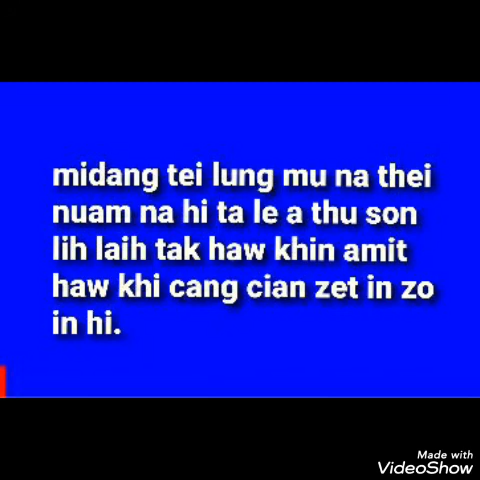 midang tei lung mu na thei
nuam na hi ta le a thu son
lih laih tak haw khin amit
haw khi cang cian zet in zo
in hi.
Made with
VideoShow